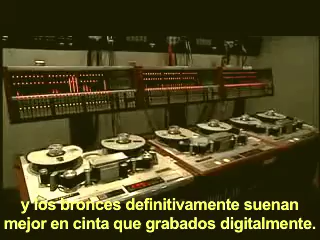 y los bronces definitivamente suenan
mejor en cinta que grabados digitalmente.